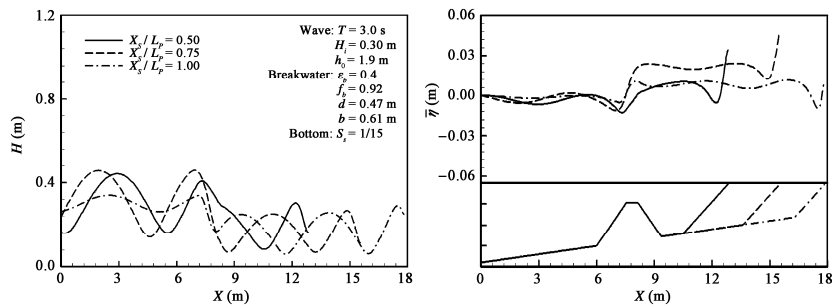 1.2
0.8
0.4
0.0
H (m)
X_S / L_P = 0.50
X_S / L_P = 0.75
X_S / L_P = 1.00
Wave: T = 3.0 s
H_i = 0.30 m
h_0 = 1.9 m
Breakwater: ε_p = 0.4
f_b = 0.92
d = 0.47 m
b = 0.61 m
Bottom: S_s = 1/15
0 3 6 9 12 15 18
X (m)
0.06
0.03
0.00
−0.03
−0.06
η̅ (m)
0 3 6 9 12 15 18
X (m)